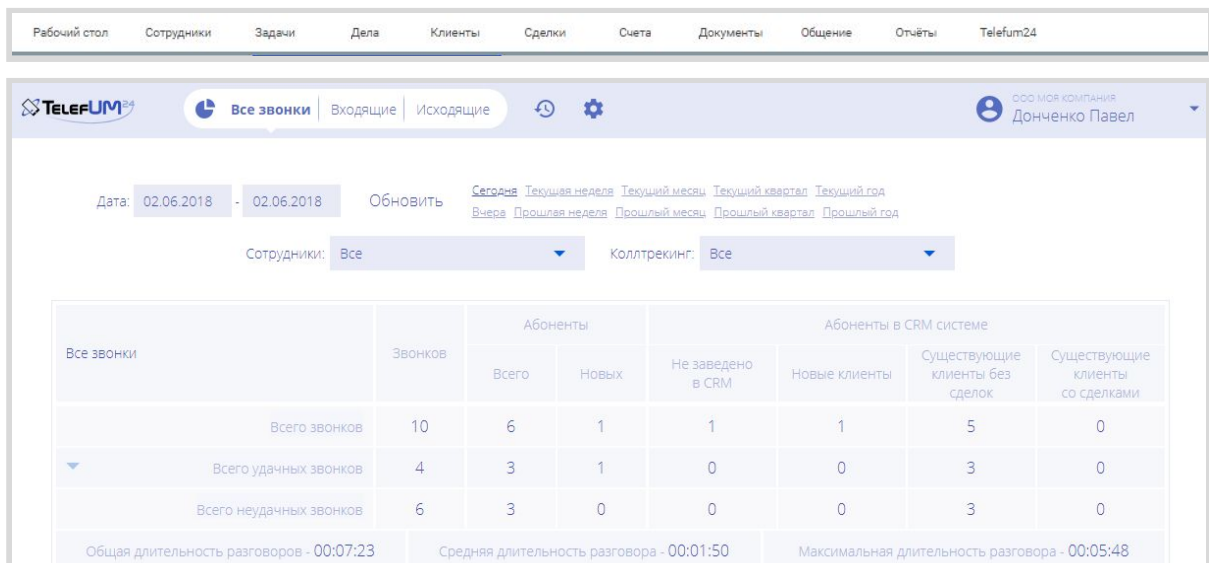 Рабочий стол Сотрудники Задачи Дела Клиенты Сделки Счета Документы Общение Отчёты Telefum24
TELEFUM24 Все звонки Входящие Исходящие
ООО МОЯ КОМПАНИЯ
Донченко Павел
Дата: 02.06.2018 - 02.06.2018 Обновить
Сегодня Текущая неделя Текущий месяц Текущий квартал Текущий год
Вчера Прошлая неделя Прошлый месяц Прошлый квартал Прошлый год
Сотрудники: Все Коллтрекинг: Все
Все звонки Звонков Абоненты Абоненты в CRM системе
Всего Новых Не заведено в CRM Новые клиенты Существующие клиенты без сделок Существующие клиенты со сделками
Всего звонков 10 6 1 1 1 5 0
Всего удачных звонков 4 3 1 0 0 3 0
Всего неудачных звонков 6 3 0 0 0 3 0
Общая длительность разговоров - 00:07:23 Средняя длительность разговора - 00:01:50 Максимальная длительность разговора - 00:05:48